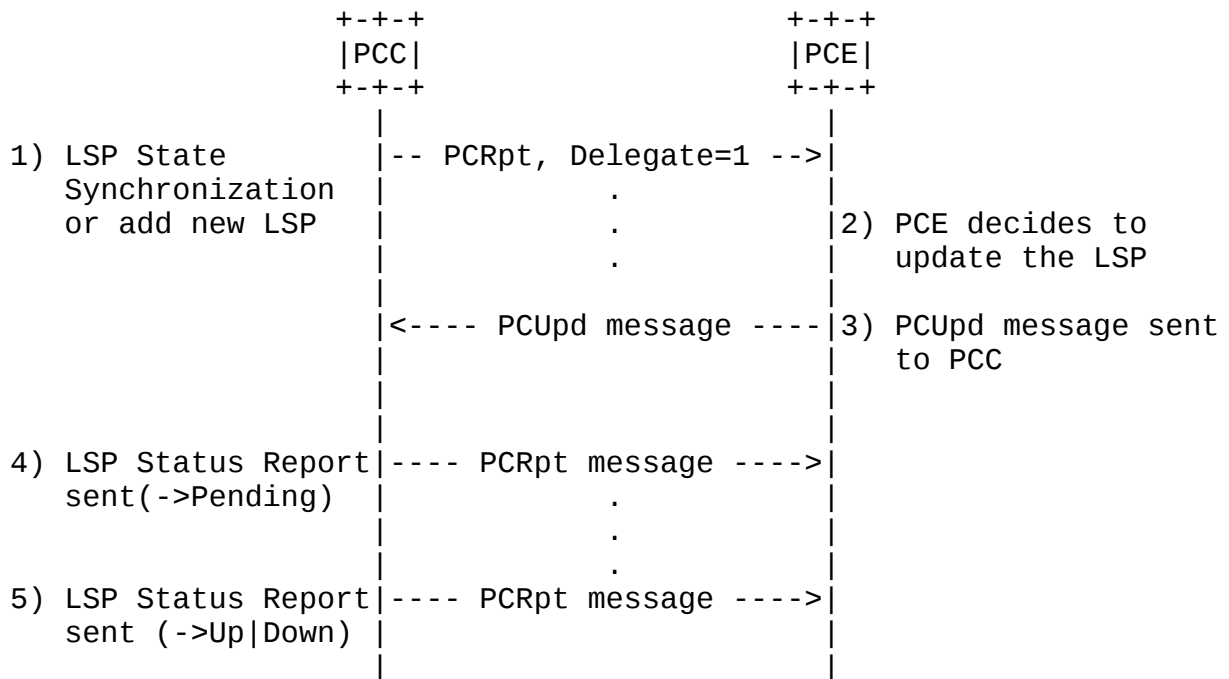 +-+-+                    +-+-+
                        |PCC|                    |PCE|
                        +-+-+                    +-+-+
                          |                        |
1) LSP State              |-- PCRpt, Delegate=1 -->|
   Synchronization        |            .           |
   or add new LSP         |            .           |2) PCE decides to
                          |            .           |   update the LSP
                          |                        |
                          |<---- PCUpd message ----|3) PCUpd message sent
                          |                        |   to PCC
                          |                        |
                          |                        |
4) LSP Status Report|---- PCRpt message ---->|
   sent(->Pending)        |            .           |
                          |            .           |
                          |            .           |
5) LSP Status Report|---- PCRpt message ---->|
   sent (->Up|Down)       |                        |
                          |                        |